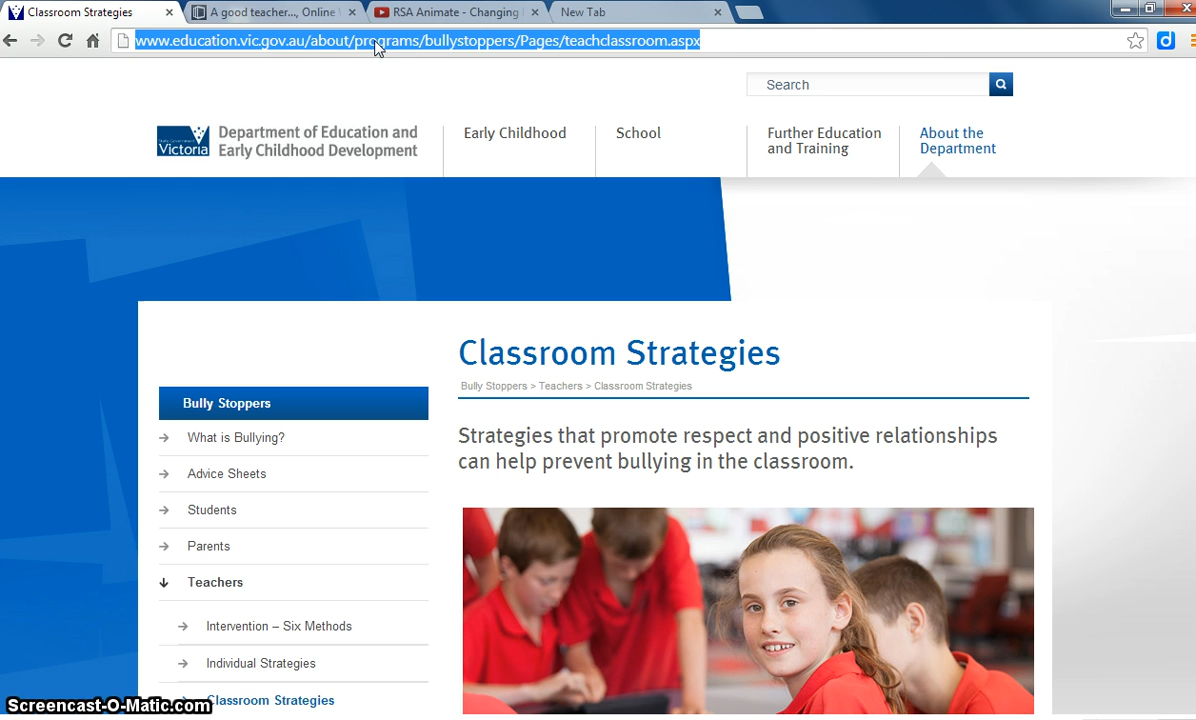 Classroom Strategies
A good teacher..., Online
RSA Animate - Changing
New Tab
www.education.vic.gov.au/about/programs/bullystoppers/Pages/teachclassroom.aspx
Search
Victoria
Department of Education and
Early Childhood Development
Early Childhood
School
Further Education
and Training
About the
Department
Classroom Strategies
Bully Stoppers > Teachers > Classroom Strategies
Strategies that promote respect and positive relationships
can help prevent bullying in the classroom.
Bully Stoppers
What is Bullying?
Advice Sheets
Students
Parents
Teachers
Intervention – Six Methods
Individual Strategies
Classroom Strategies
Screencast-O-Matic.com